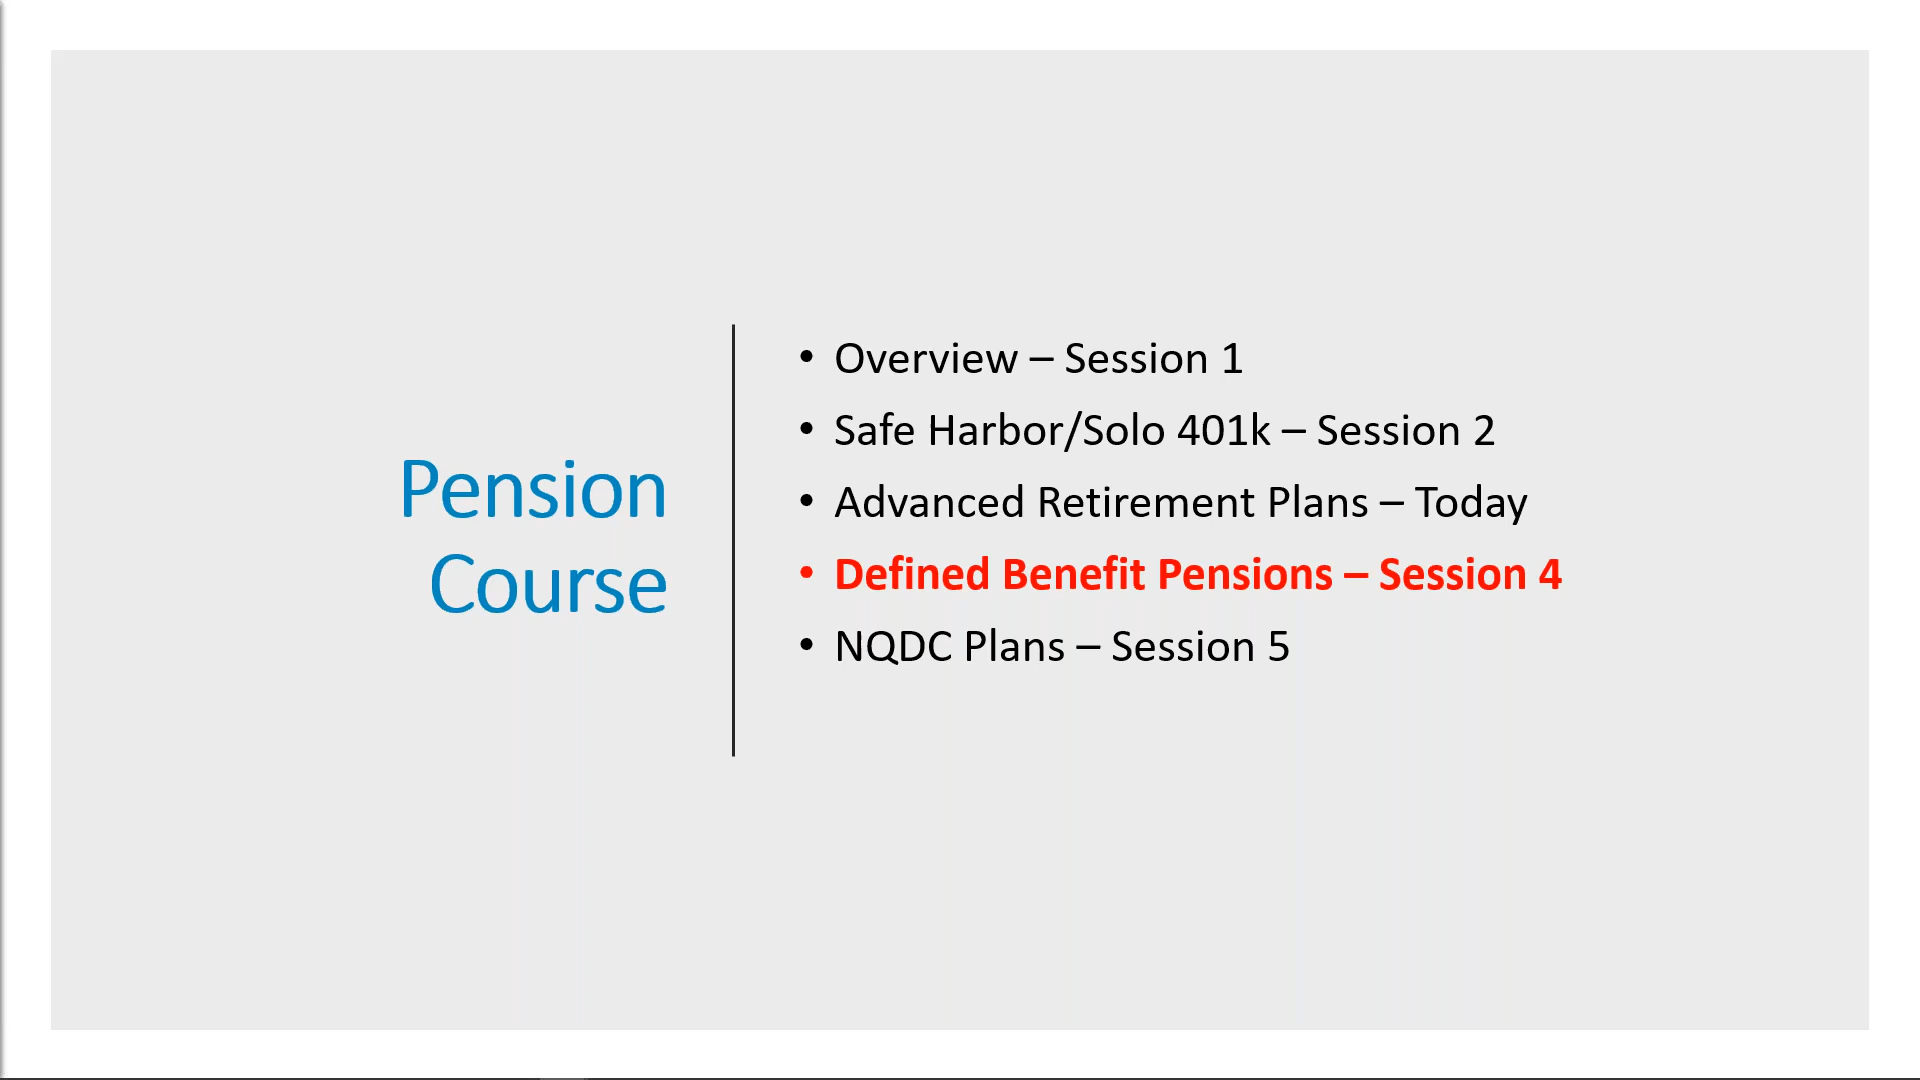 Pension
Course
• Overview – Session 1
• Safe Harbor/Solo 401k – Session 2
• Advanced Retirement Plans – Today
• Defined Benefit Pensions – Session 4
• NQDC Plans – Session 5